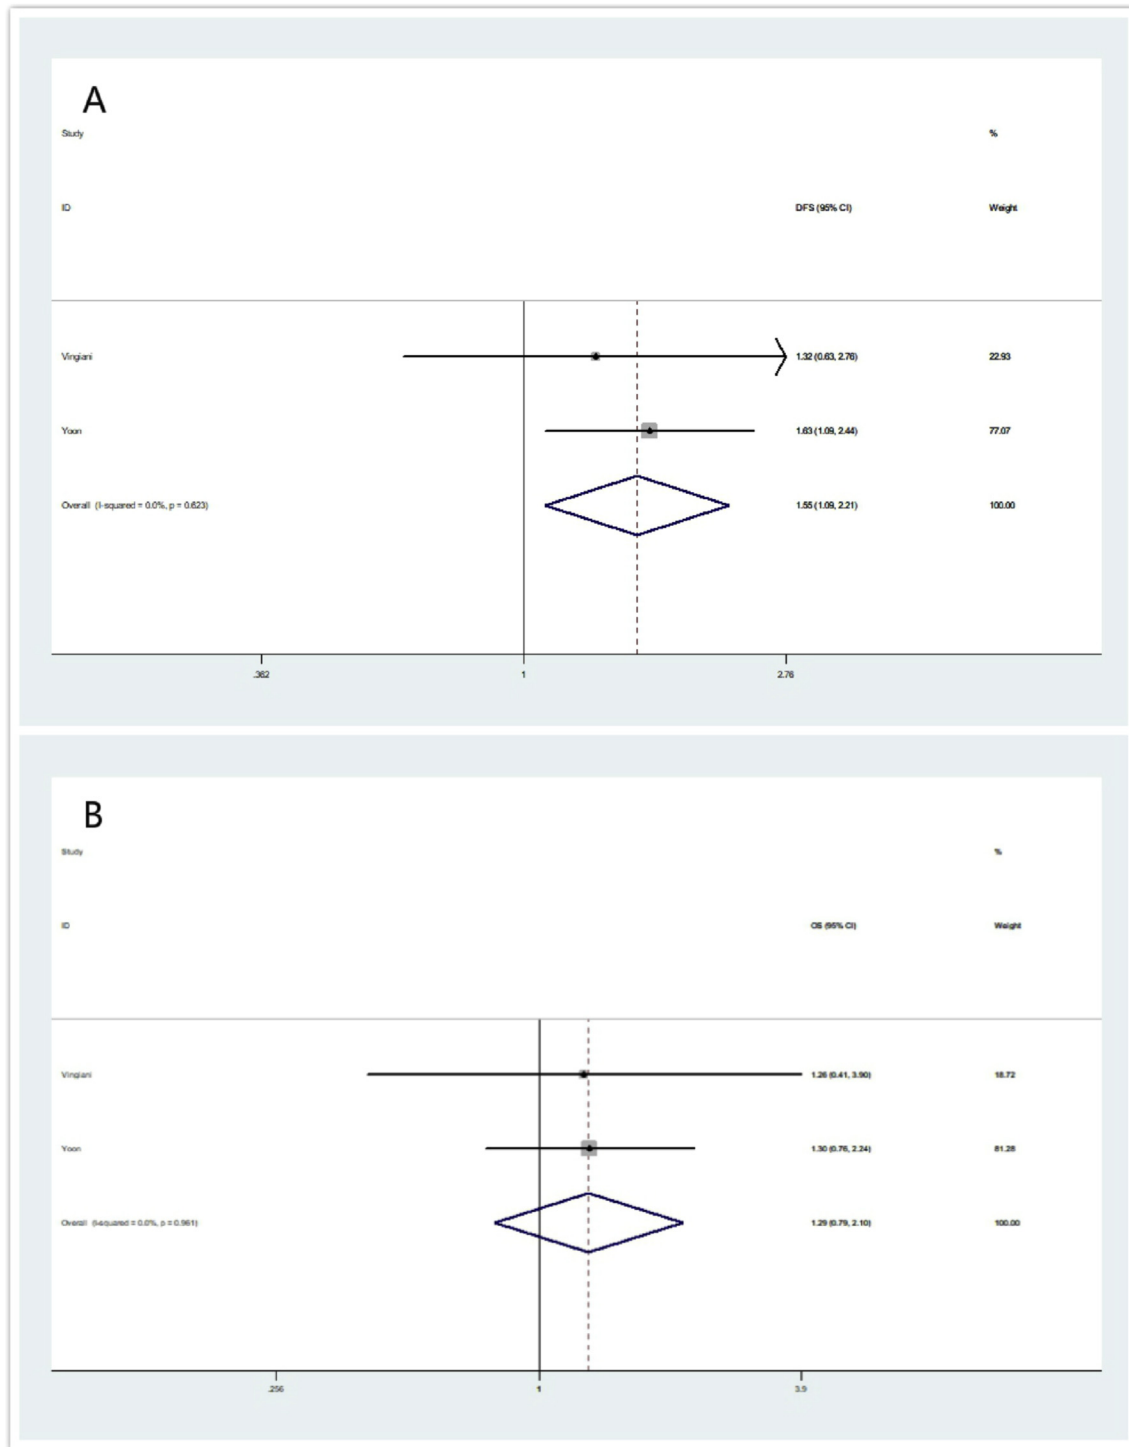 A
Study %
ID DFS (95% CI) Weight
Vingiani 1.32 (0.63, 2.76) 22.93
Yoon 1.63 (1.09, 2.44) 77.07
Overall (I-squared = 0.0%, p = 0.623) 1.55 (1.09, 2.21) 100.00
.362 1 2.76
B
Study %
ID OS (95% CI) Weight
Vingiani 1.26 (0.41, 3.90) 18.72
Yoon 1.30 (0.76, 2.24) 81.28
Overall (I-squared = 0.0%, p = 0.961) 1.29 (0.79, 2.10) 100.00
.256 1 3.9